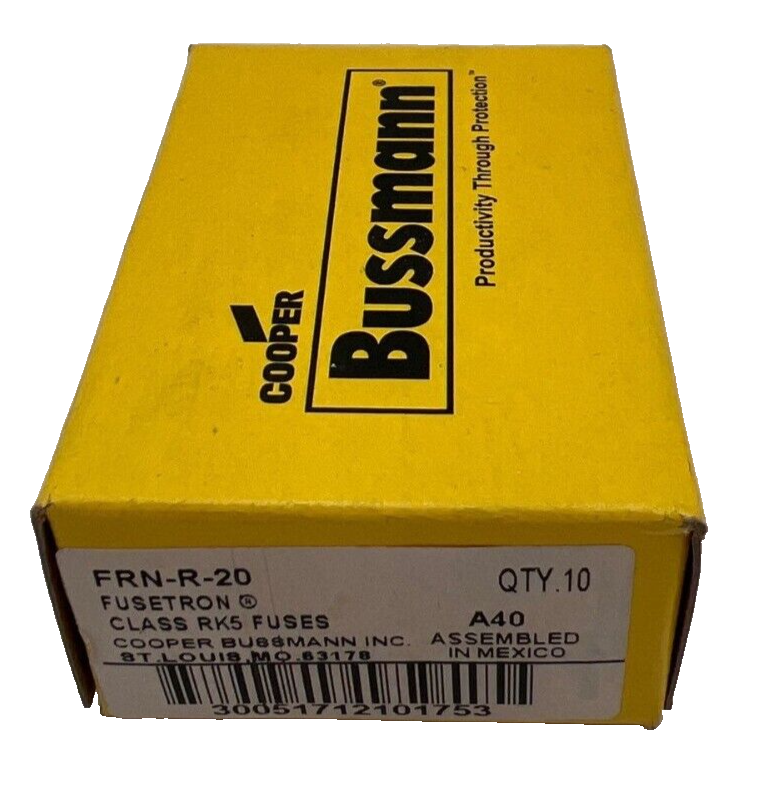 COOPER
Bussmann®
Productivity Through Protection™
FRN-R-20 QTY.10
FUSETRON ®
CLASS RK5 FUSES A40
COOPER BUSSMANN INC. ASSEMBLED
ST.LOUIS,MO.63178 IN MEXICO
30051712101753